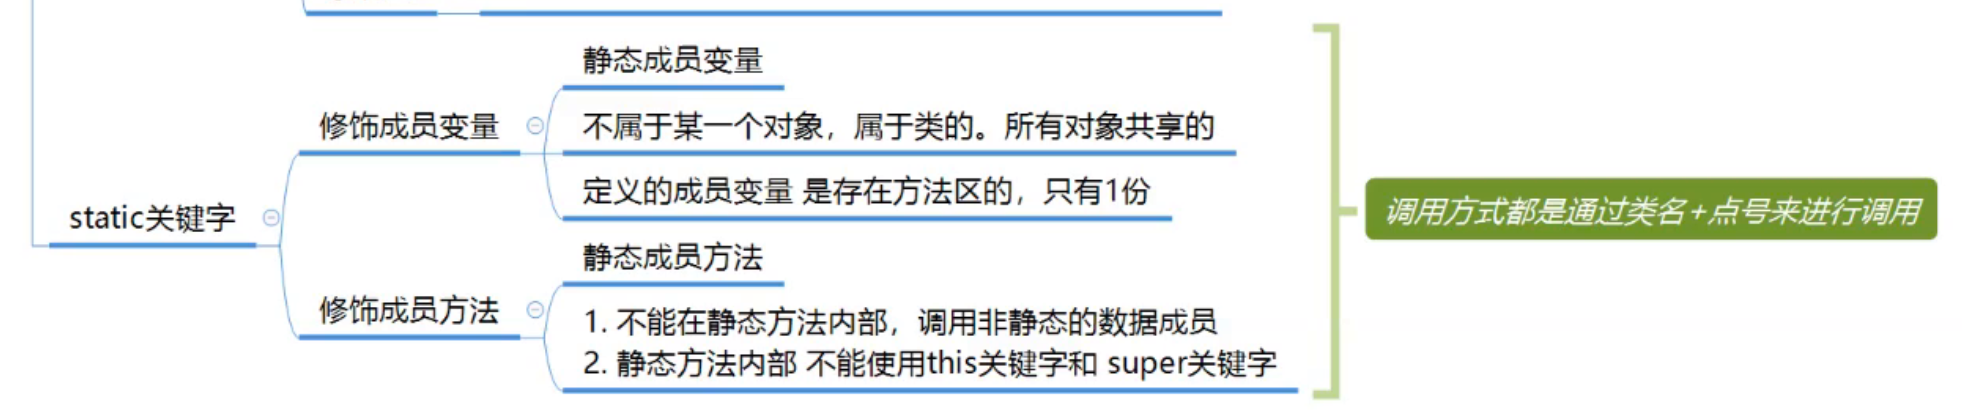 静态成员变量
修饰成员变量
不属于某一个对象，属于类的。所有对象共享的
定义的成员变量 是存在方法区的，只有1份
static关键字
调用方式都是通过类名+点号来进行调用
静态成员方法
修饰成员方法
1. 不能在静态方法内部，调用非静态的数据成员
2. 静态方法内部 不能使用this关键字和 super关键字